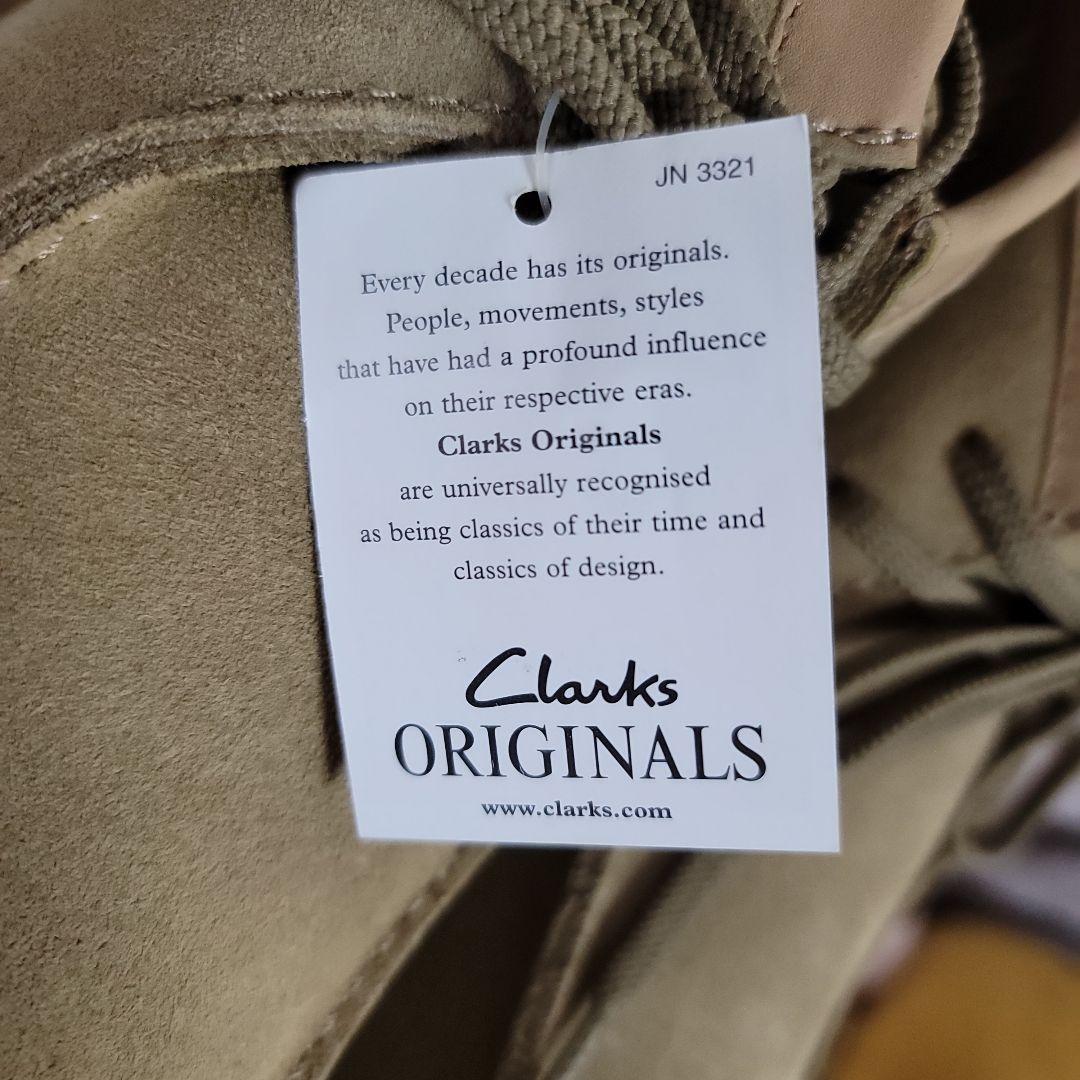 JN 3321
Every decade has its originals.
People, movements, styles
that have had a profound influence
on their respective eras.
Clarks Originals
are universally recognised
as being classics of their time and
classics of design.
Clarks
ORIGINALS
www.clarks.com